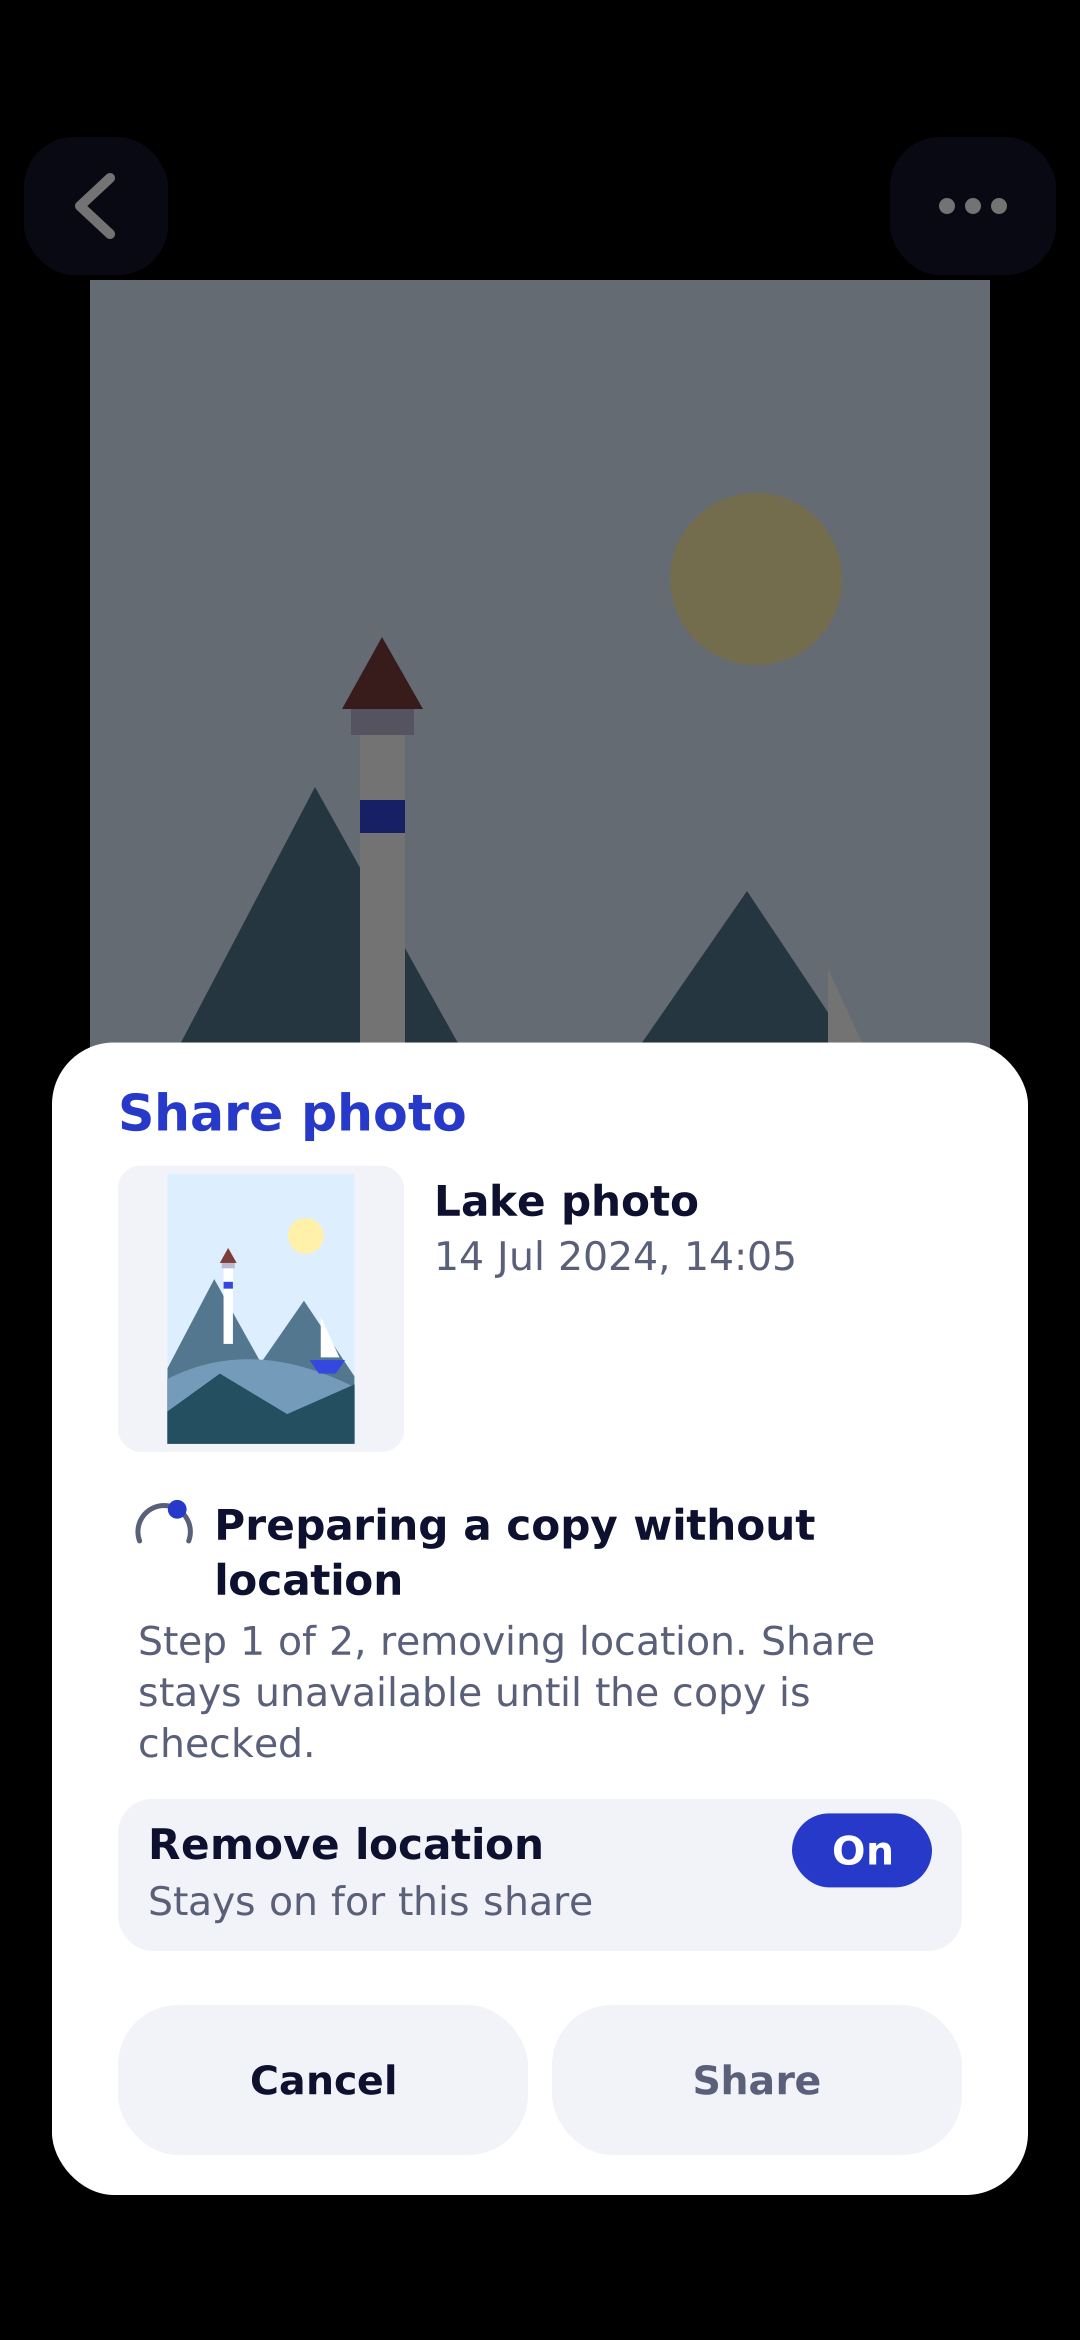 Share photo
Lake photo
14 Jul 2024, 14:05
Preparing a copy without
location
Step 1 of 2, removing location. Share
stays unavailable until the copy is
checked.
Remove location
On
Stays on for this share
Cancel
Share